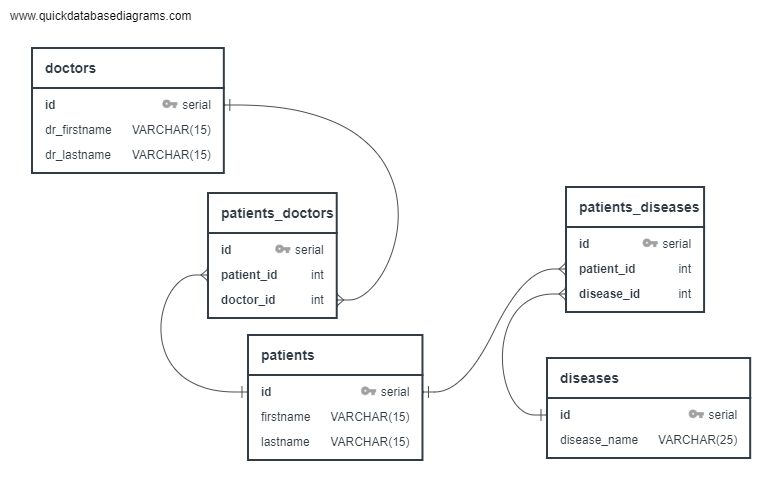 www.quickdatabasediagrams.com
doctors
id serial
dr_firstname VARCHAR(15)
dr_lastname VARCHAR(15)
patients_doctors
id serial
patient_id int
doctor_id int
patients_diseases
id serial
patient_id int
disease_id int
patients
id serial
firstname VARCHAR(15)
lastname VARCHAR(15)
diseases
id serial
disease_name VARCHAR(25)